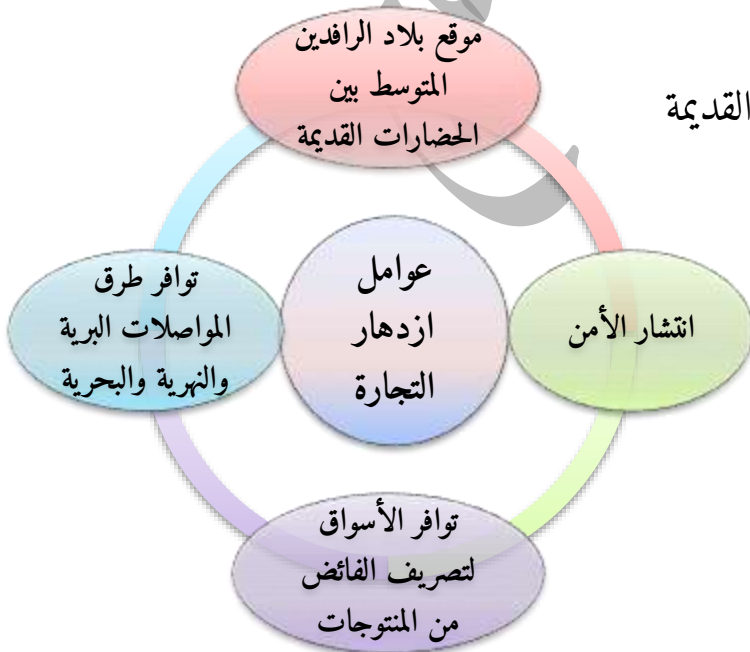 موقع بلاد الرافدين
المتوسط بين
الحضارات القديمة
القديمة
انتشار الأمن
عوامل
ازدهار
التجارة
توافر طرق
المواصلات البرية
والنهرية والبحرية
توافر الأسواق
لتصريف الفائض
من المنتوجات